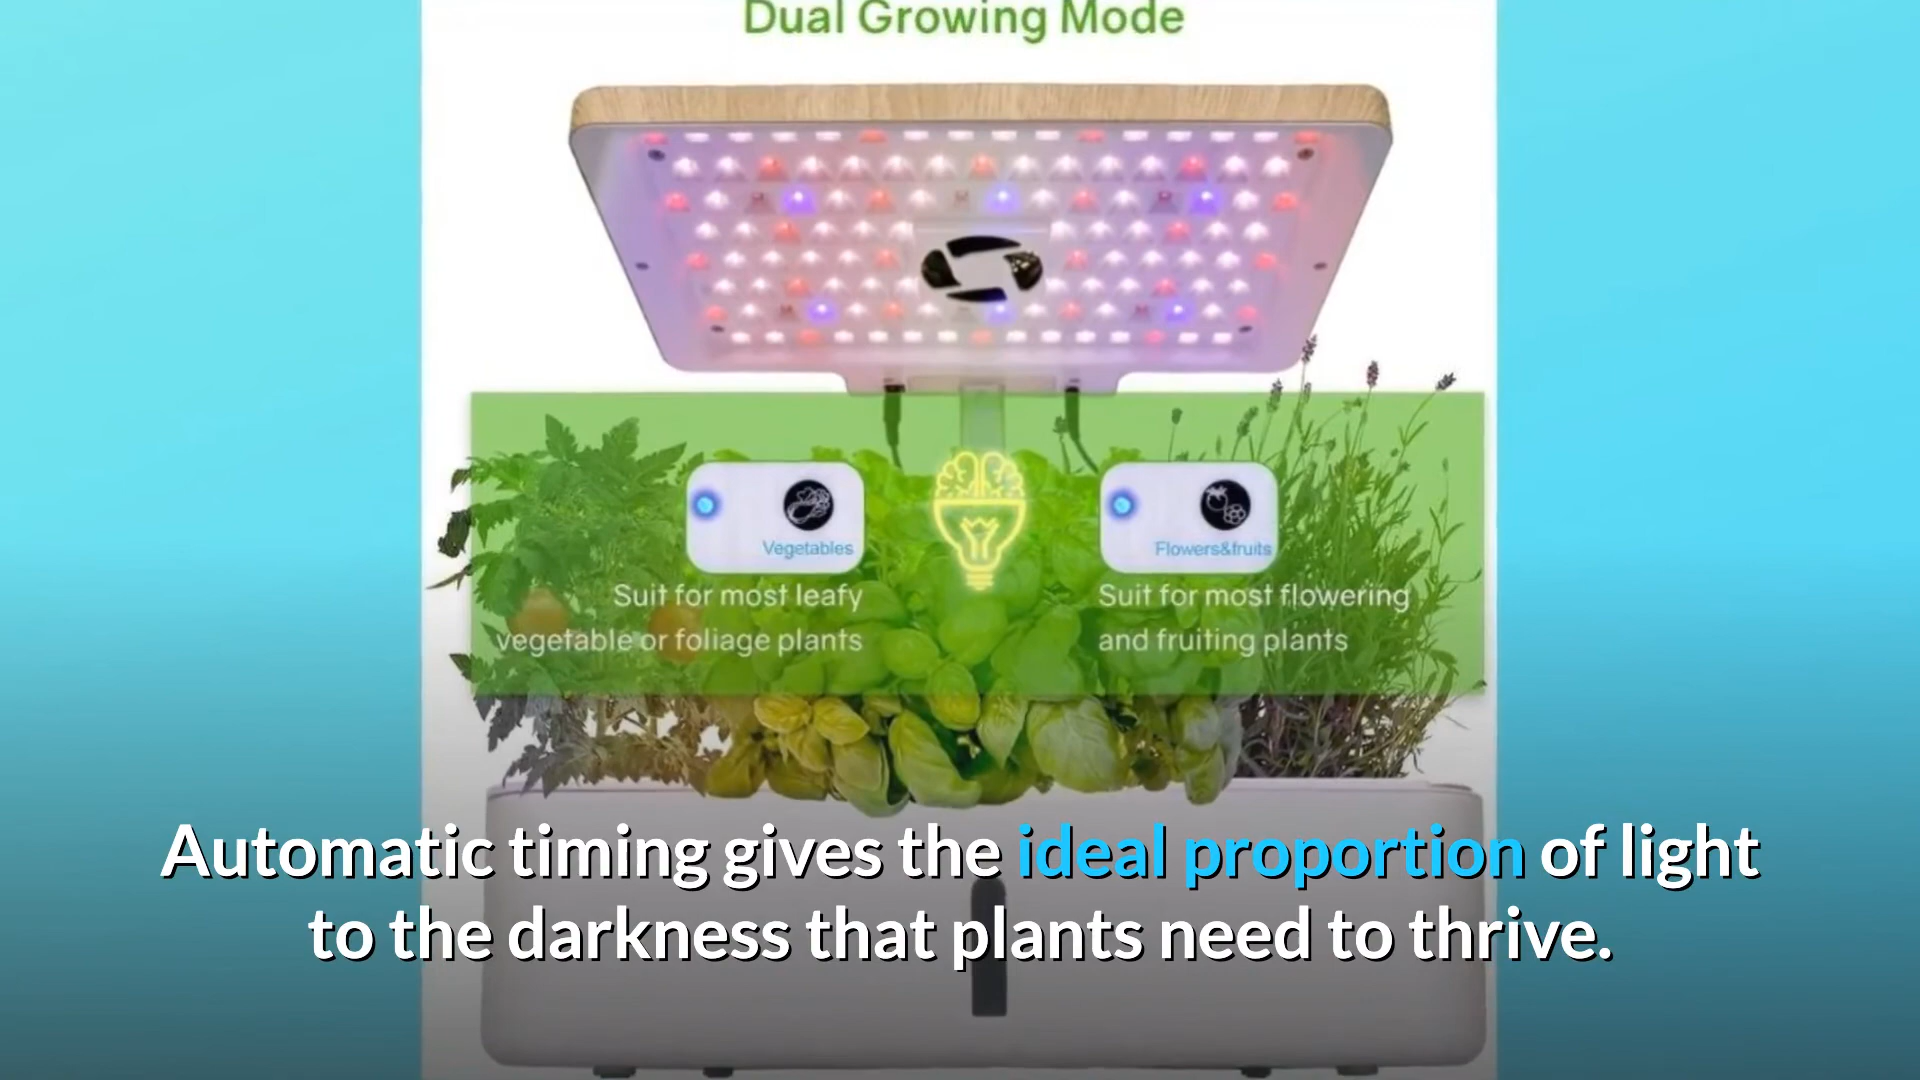 Dual Growing Mode
Vegetables
Suit for most leafy
vegetable or foliage plants
Flowers&fruits
Suit for most flowering
and fruiting plants
Automatic timing gives the ideal proportion of light
to the darkness that plants need to thrive.